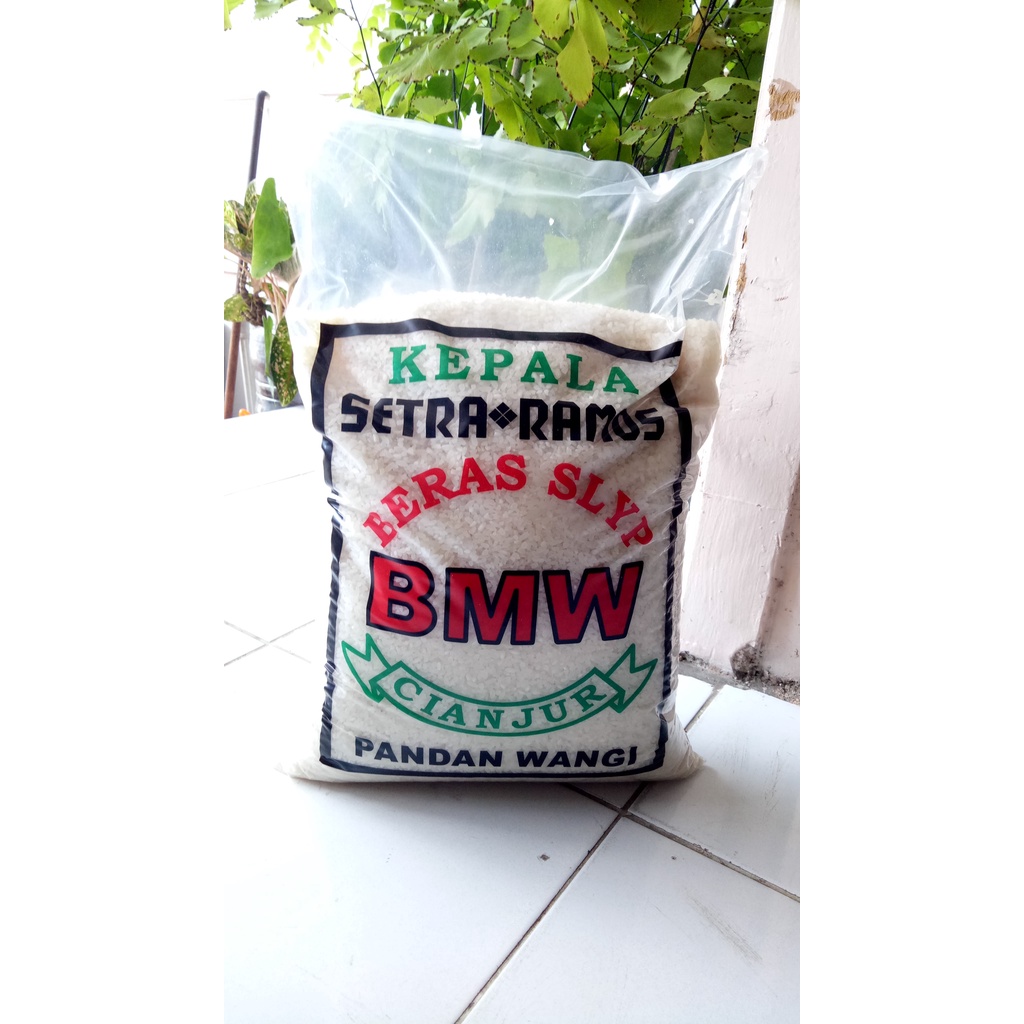 KEPALA
SETRA❖RAMOS
BERAS SLYP
BMW
CIANJUR
PANDAN WANGI